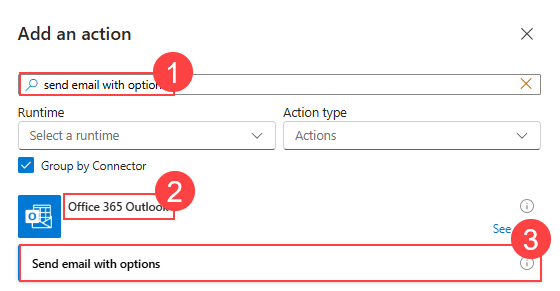 Add an action
1
send email with option
Runtime
Action type
Select a runtime
Actions
Group by Connector
2
Office 365 Outlook
See
3
Send email with options